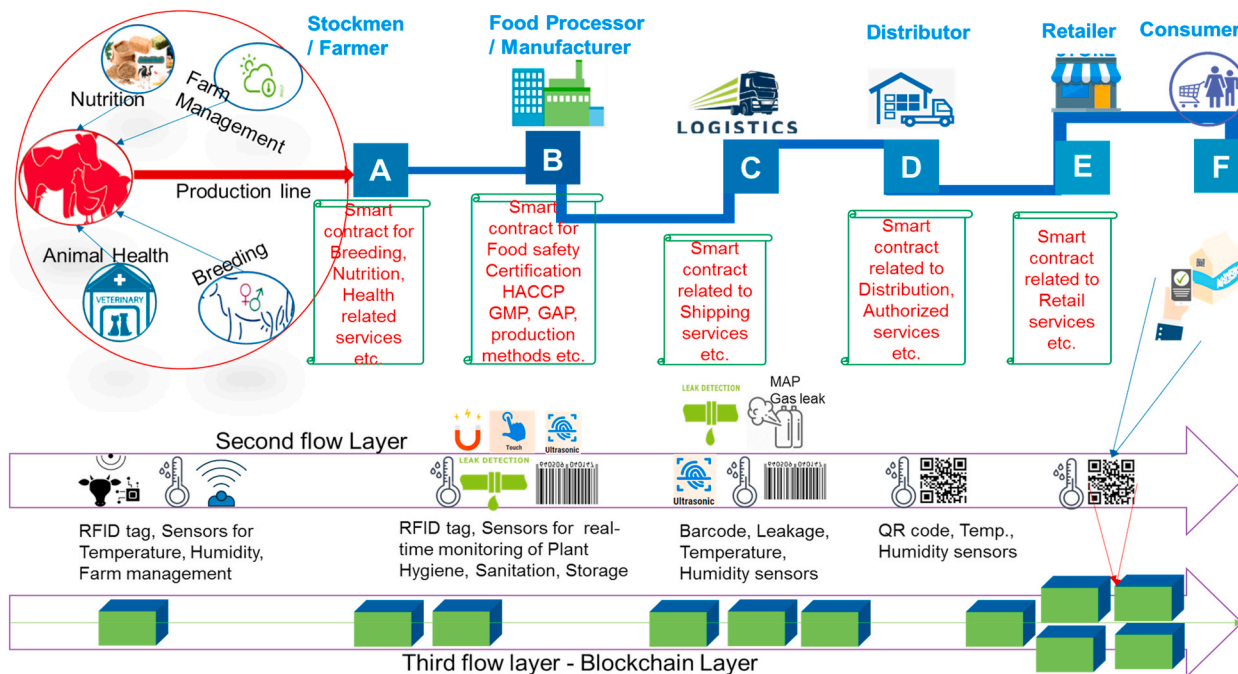 Stockmen
/ Farmer
Food Processor
/ Manufacturer
Distributor
Retailer
Consumer
STORE
Nutrition
Farm
Management
LOGISTICS
A
B
C
D
E
F
Production line
Animal Health
Breeding
VETERINARY
Smart
contract for
Breeding,
Nutrition,
Health
related
services
etc.
Smart
contract for
Food safety
Certification
HACCP
GMP, GAP,
production
methods etc.
Smart
contract
related to
Shipping
services
etc.
Smart
contract
related to
Distribution,
Authorized
services
etc.
Smart
contract
related to
Retail
services
etc.
LEAK DETECTION
MAP
Gas leak
Second flow Layer
Touch
Ultrasonic
LEAK DETECTION
Ultrasonic
RFID tag, Sensors for
Temperature, Humidity,
Farm management
RFID tag, Sensors for real-
time monitoring of Plant
Hygiene, Sanitation, Storage
Barcode, Leakage,
Temperature,
Humidity sensors
QR code, Temp.,
Humidity sensors
Third flow layer - Blockchain Layer